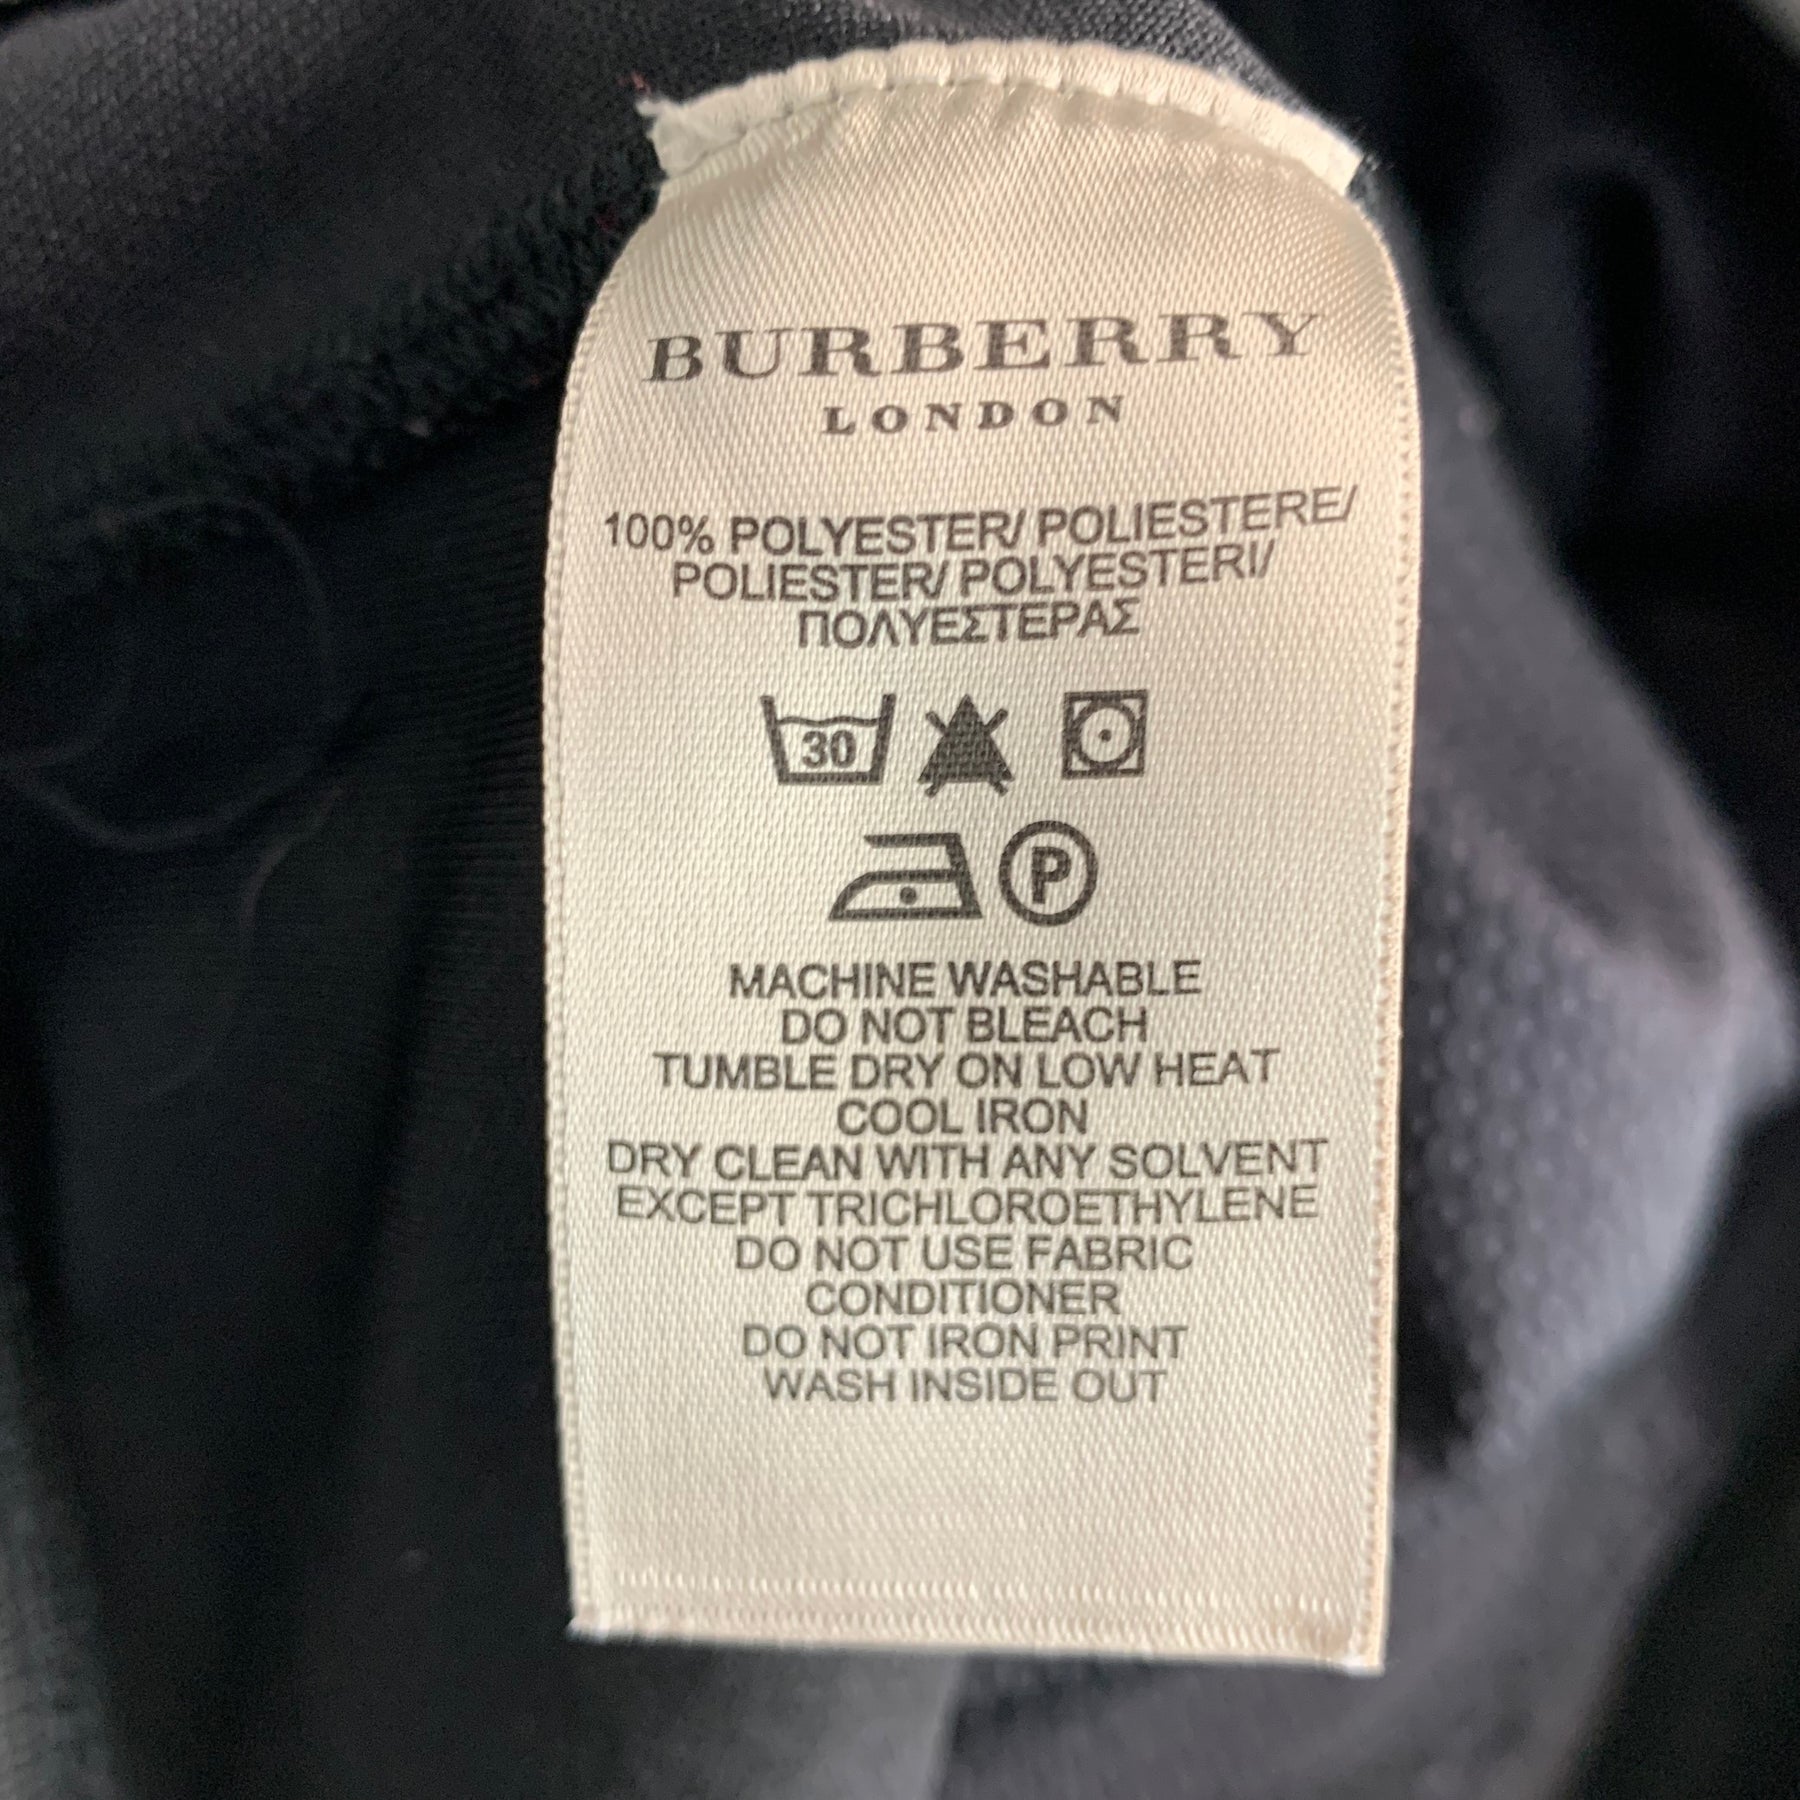 BURBERRY
LONDON
100% POLYESTER/ POLIESTERE/
POLIESTER/ POLYESTERI/
ΠΟΛΥΕΣΤΕΡΑΣ
30
P
MACHINE WASHABLE
DO NOT BLEACH
TUMBLE DRY ON LOW HEAT
COOL IRON
DRY CLEAN WITH ANY SOLVENT
EXCEPT TRICHLOROETHYLENE
DO NOT USE FABRIC
CONDITIONER
DO NOT IRON PRINT
WASH INSIDE OUT